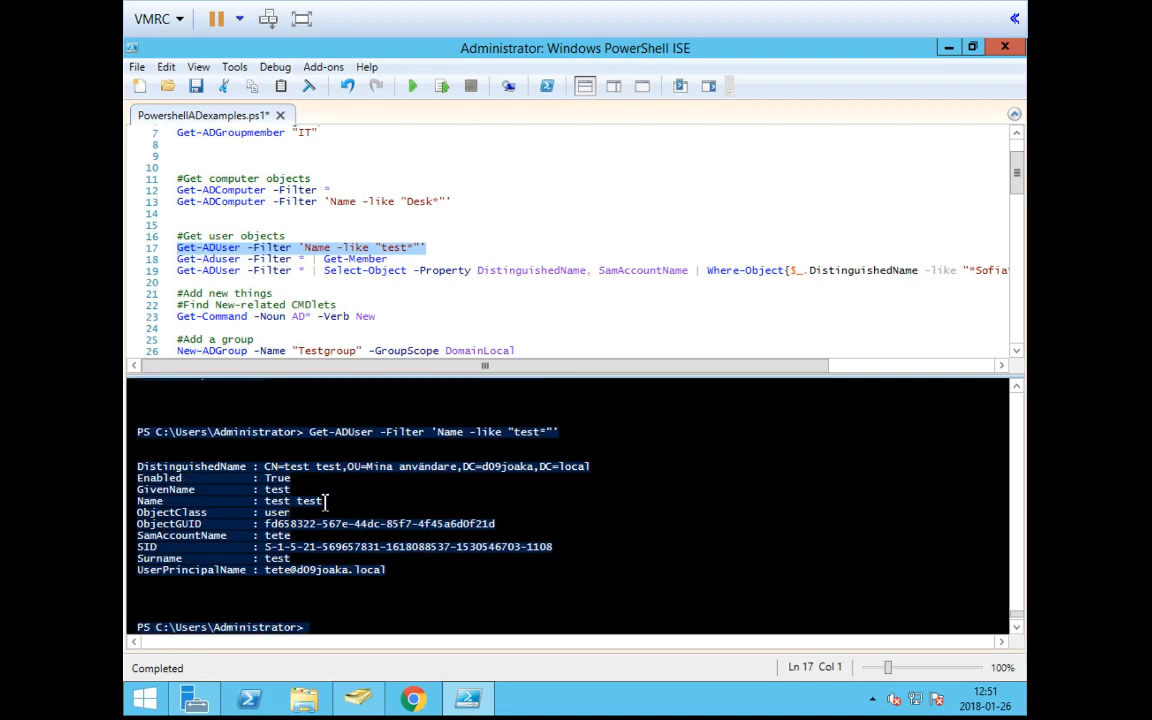 VMRC
Administrator: Windows PowerShell ISE
File Edit View Tools Debug Add-ons Help
PowershellADexamples.ps1*
7 Get-ADGroupmember "IT"
8
9
10
11 #Get computer objects
12 Get-ADComputer -Filter *
13 Get-ADComputer -Filter 'Name -like "Desk*"'
14
15
16 #Get user objects
17 Get-ADUser -Filter 'Name -like "test*"'
18 Get-Aduser -Filter * | Get-Member
19 Get-ADUser -Filter * | Select-Object -Property DistinguishedName, SamAccountName | Where-Object{$_.DistinguishedName -like "*Sofia*
20
21 #Add new things
22 #Find New-related CMDlets
23 Get-Command -Noun AD* -Verb New
24
25 #Add a group
26 New-ADGroup -Name "Testgroup" -GroupScope DomainLocal
PS C:\Users\Administrator> Get-ADUser -Filter 'Name -like "test*"'
DistinguishedName : CN=test test,OU=Mina användare,DC=d09joaka,DC=local
Enabled : True
GivenName : test
Name : test test
ObjectClass : user
ObjectGUID : fd658322-567e-44dc-85f7-4f45a6d0f21d
SamAccountName : tete
SID : S-1-5-21-569657831-1618088537-1530546703-1108
Surname : test
UserPrincipalName : tete@d09joaka.local
PS C:\Users\Administrator>
Completed Ln 17 Col 1 100%
12:51
2018-01-26